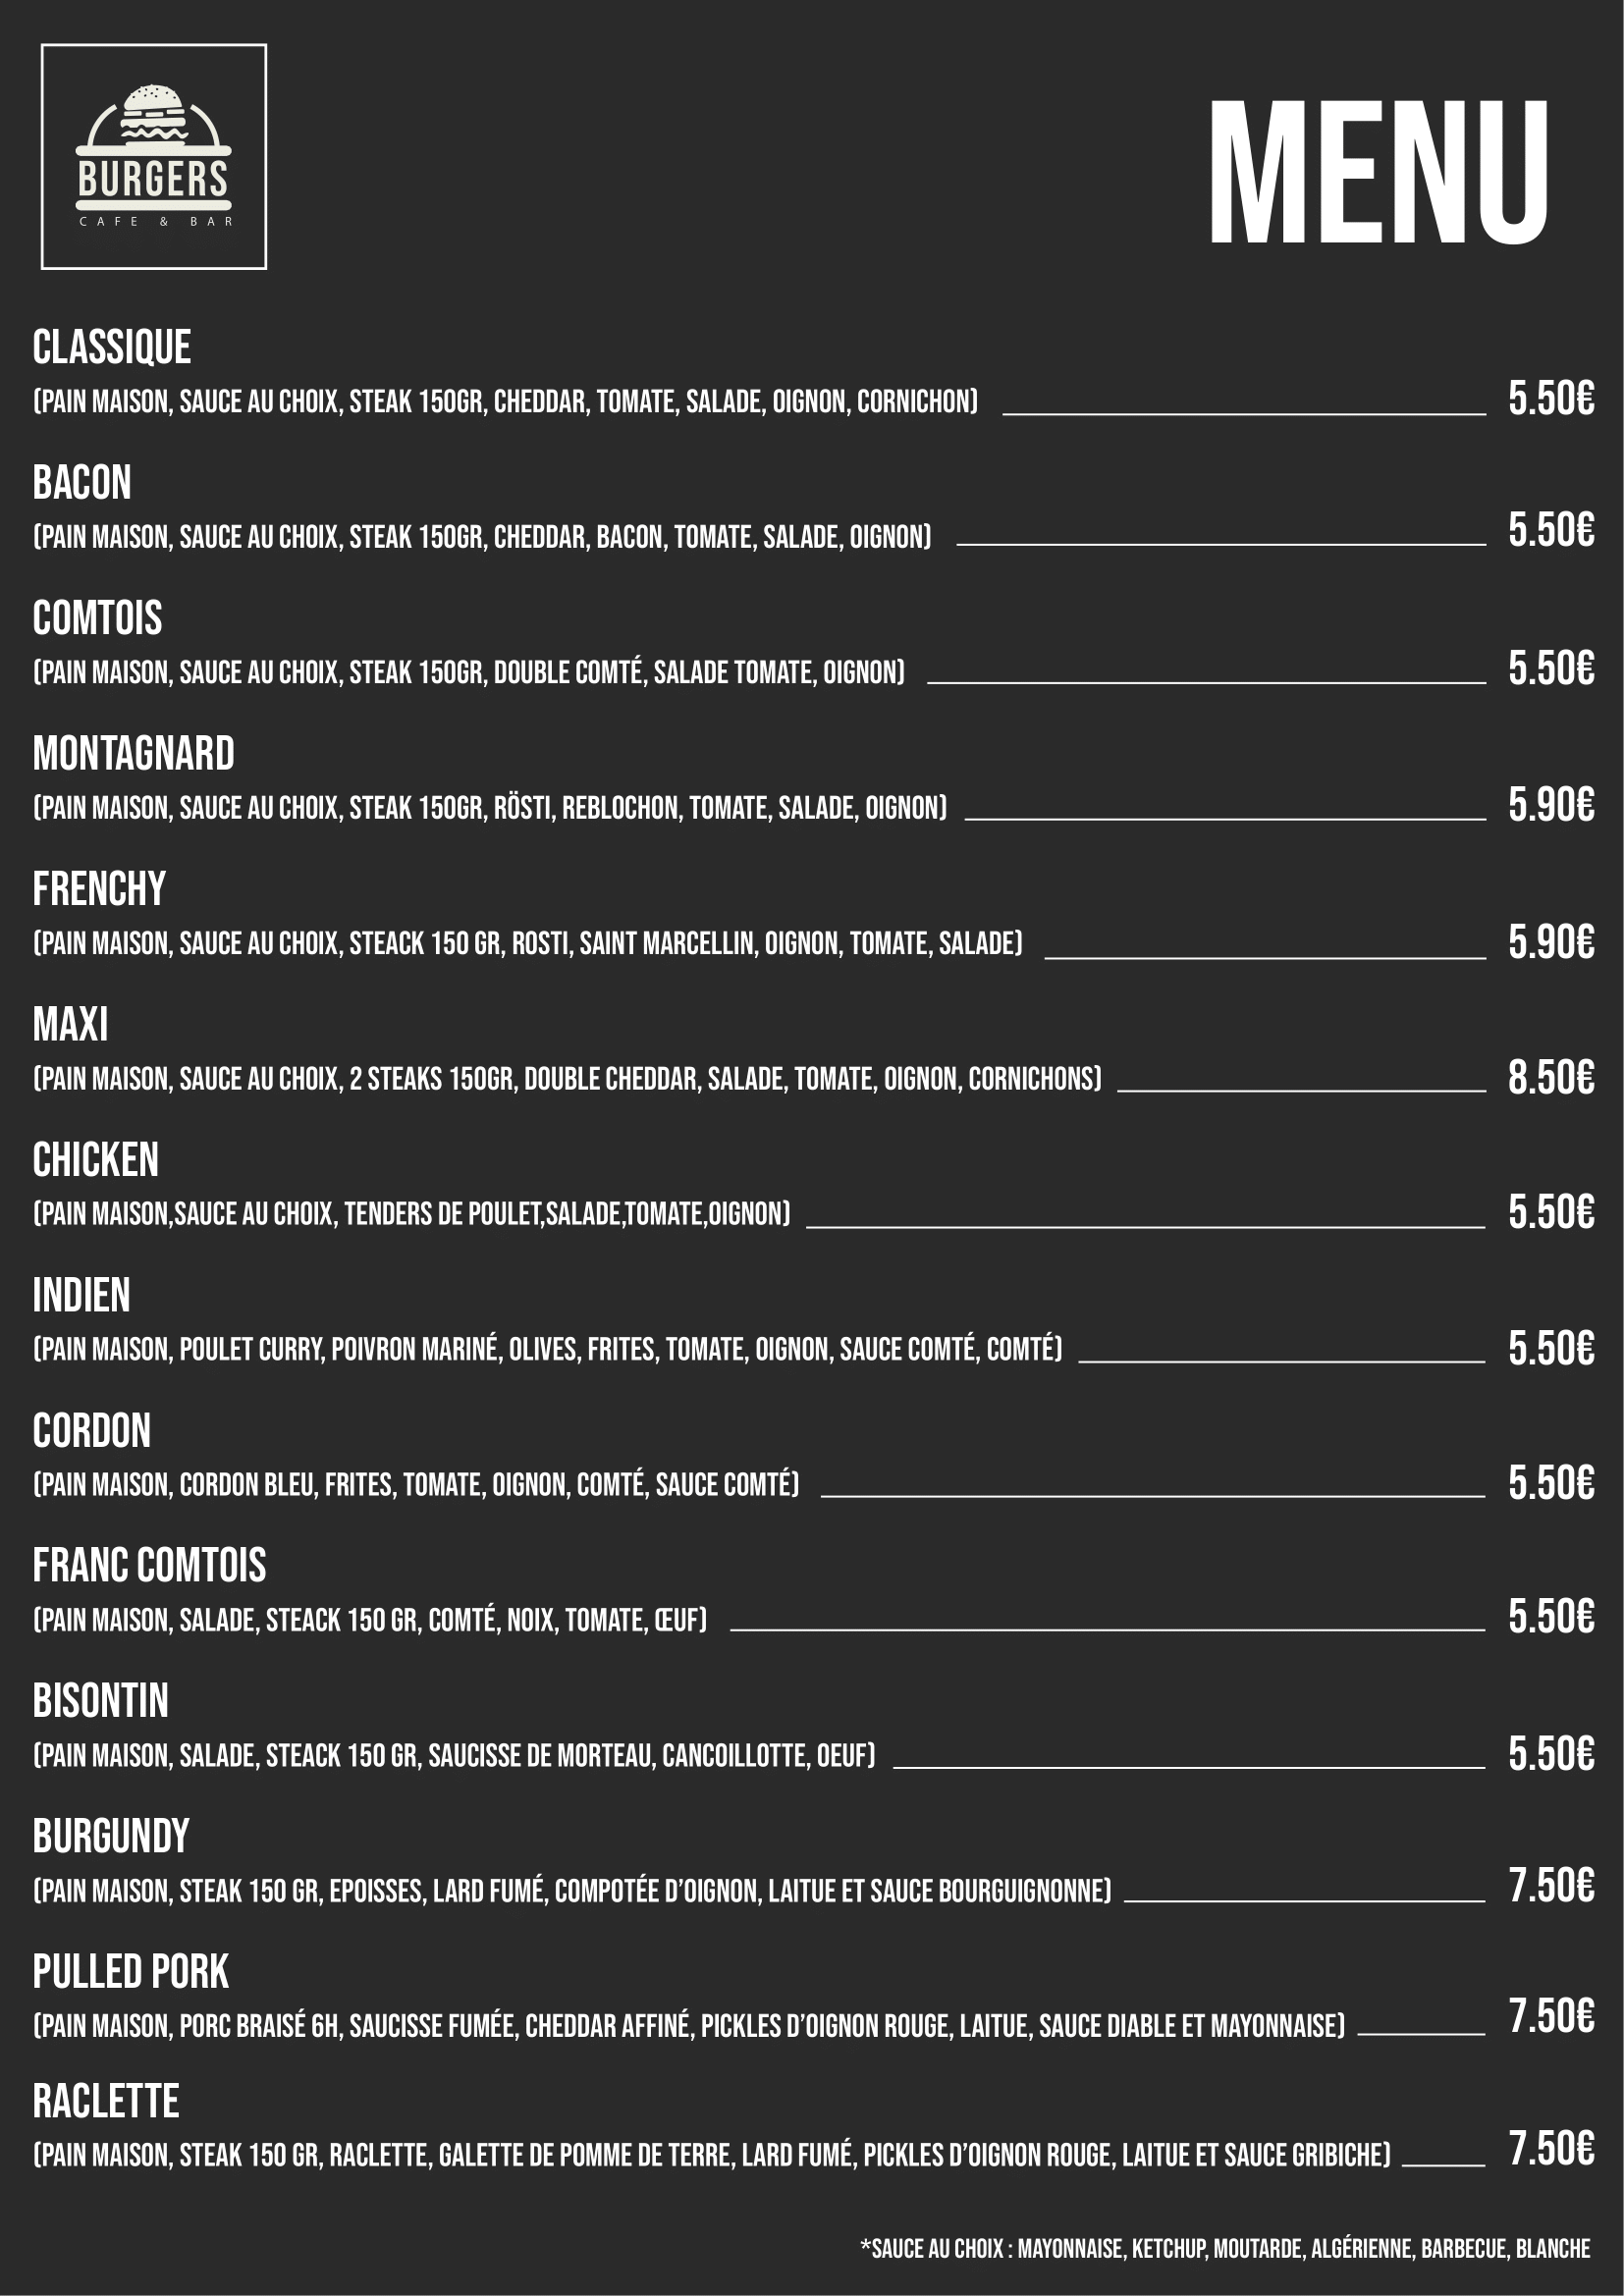 BURGERS
CAFE & BAR
MENU
CLASSIQUE
(PAIN MAISON, SAUCE AU CHOIX, STEAK 150GR, CHEDDAR, TOMATE, SALADE, OIGNON, CORNICHON) 5.50€
BACON
(PAIN MAISON, SAUCE AU CHOIX, STEAK 150GR, CHEDDAR, BACON, TOMATE, SALADE, OIGNON) 5.50€
COMTOIS
(PAIN MAISON, SAUCE AU CHOIX, STEAK 150GR, DOUBLE COMTÉ, SALADE TOMATE, OIGNON) 5.50€
MONTAGNARD
(PAIN MAISON, SAUCE AU CHOIX, STEAK 150GR, RÖSTI, REBLOCHON, TOMATE, SALADE, OIGNON) 5.90€
FRENCHY
(PAIN MAISON, SAUCE AU CHOIX, STEACK 150 GR, ROSTI, SAINT MARCELLIN, OIGNON, TOMATE, SALADE) 5.90€
MAXI
(PAIN MAISON, SAUCE AU CHOIX, 2 STEAKS 150GR, DOUBLE CHEDDAR, SALADE, TOMATE, OIGNON, CORNICHONS) 8.50€
CHICKEN
(PAIN MAISON,SAUCE AU CHOIX, TENDERS DE POULET,SALADE,TOMATE,OIGNON) 5.50€
INDIEN
(PAIN MAISON, POULET CURRY, POIVRON MARINÉ, OLIVES, FRITES, TOMATE, OIGNON, SAUCE COMTÉ, COMTÉ) 5.50€
CORDON
(PAIN MAISON, CORDON BLEU, FRITES, TOMATE, OIGNON, COMTÉ, SAUCE COMTÉ) 5.50€
FRANC COMTOIS
(PAIN MAISON, SALADE, STEACK 150 GR, COMTÉ, NOIX, TOMATE, ŒUF) 5.50€
BISONTIN
(PAIN MAISON, SALADE, STEACK 150 GR, SAUCISSE DE MORTEAU, CANCOILLOTTE, OEUF) 5.50€
BURGUNDY
(PAIN MAISON, STEAK 150 GR, EPOISSES, LARD FUMÉ, COMPOTÉE D'OIGNON, LAITUE ET SAUCE BOURGUIGNONNE) 7.50€
PULLED PORK
(PAIN MAISON, PORC BRAISÉ 6H, SAUCISSE FUMÉE, CHEDDAR AFFINÉ, PICKLES D'OIGNON ROUGE, LAITUE, SAUCE DIABLE ET MAYONNAISE) 7.50€
RACLETTE
(PAIN MAISON, STEAK 150 GR, RACLETTE, GALETTE DE POMME DE TERRE, LARD FUMÉ, PICKLES D'OIGNON ROUGE, LAITUE ET SAUCE GRIBICHE) 7.50€
*SAUCE AU CHOIX : MAYONNAISE, KETCHUP, MOUTARDE, ALGÉRIENNE, BARBECUE, BLANCHE